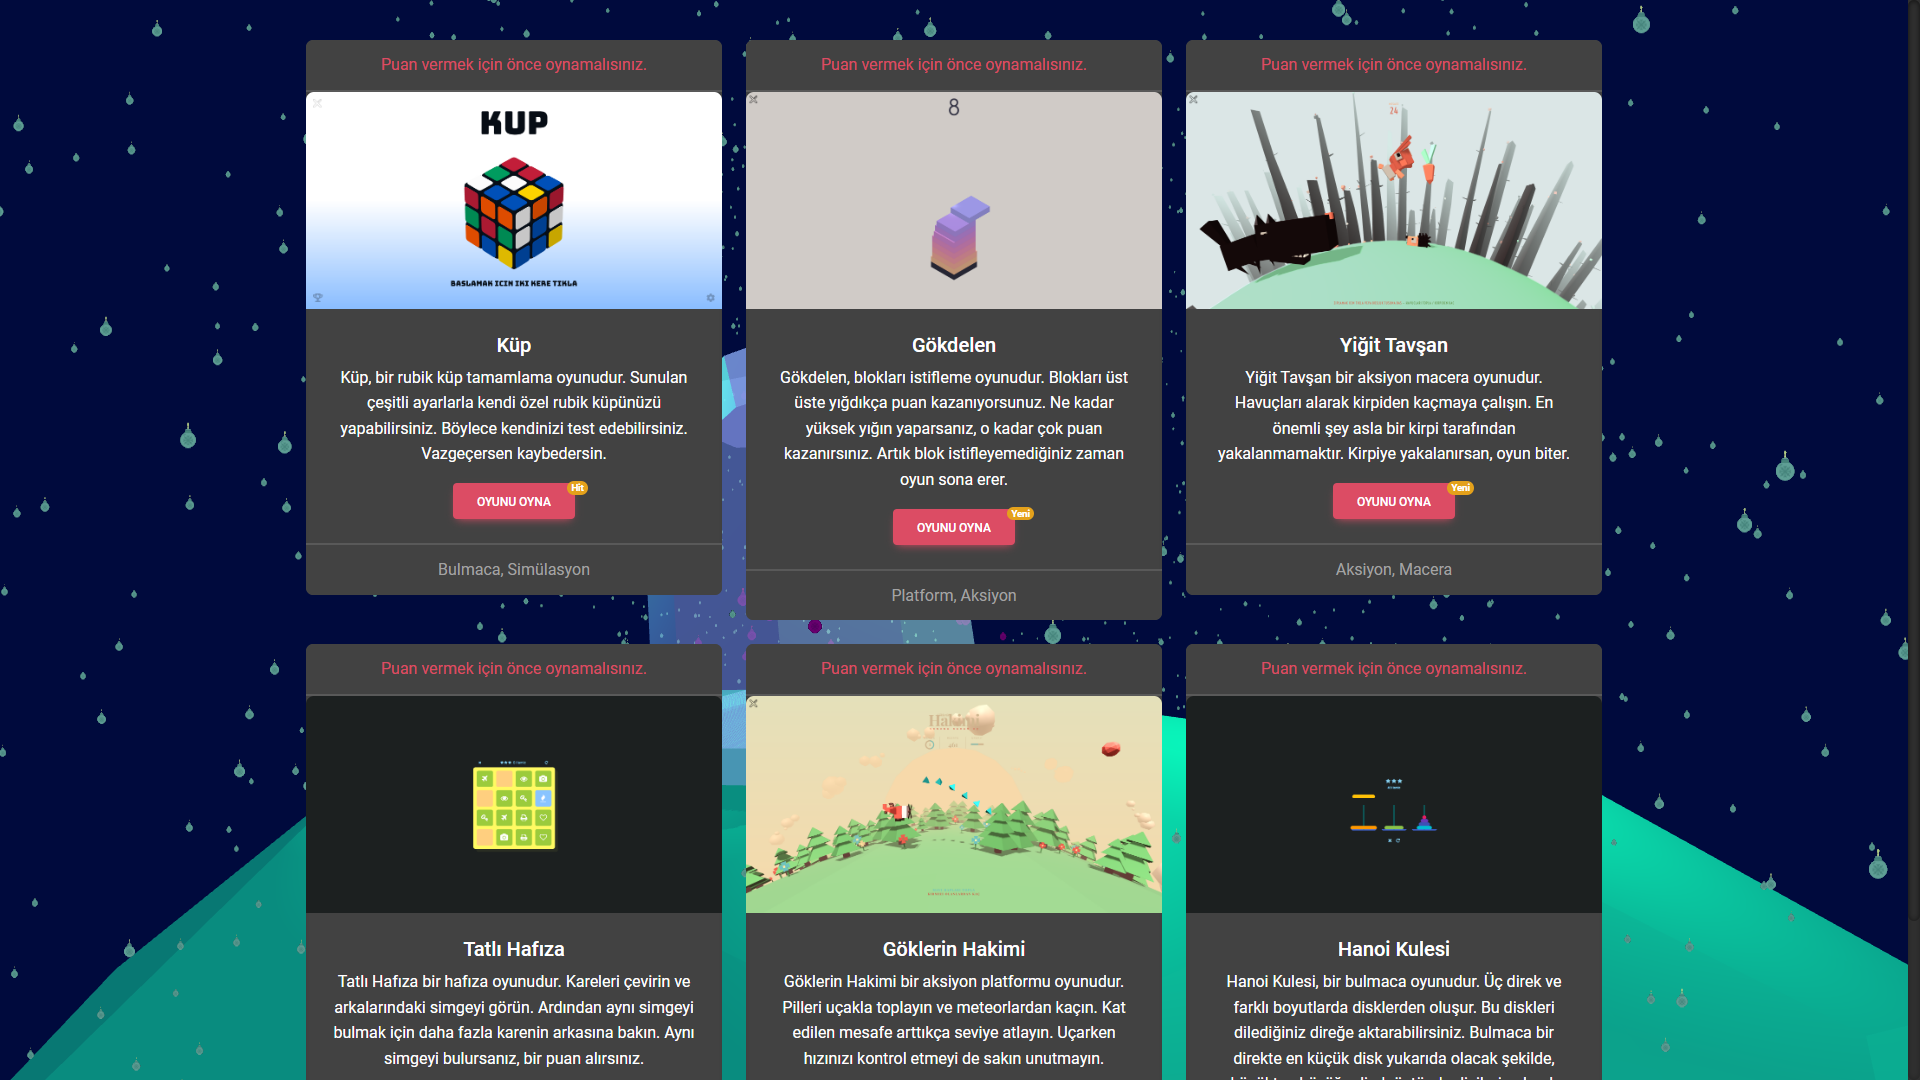 Puan vermek için önce oynamalısınız.
KUP
BASLAMAK ICIN IKI KERE TIKLA
Küp
Küp, bir rubik küp tamamlama oyunudur. Sunulan
çeşitli ayarlarla kendi özel rubik küpünüzü
yapabilirsiniz. Böylece kendinizi test edebilirsiniz.
Vazgeçersen kaybedersin.
OYUNU OYNA
Hit
Bulmaca, Simülasyon
Puan vermek için önce oynamalısınız.
8
Gökdelen
Gökdelen, blokları istifleme oyunudur. Blokları üst
üste yığdıkça puan kazanıyorsunuz. Ne kadar
yüksek yığın yaparsanız, o kadar çok puan
kazanırsınız. Artık blok istifleyemediğiniz zaman
oyun sona erer.
OYUNU OYNA
Yeni
Platform, Aksiyon
Puan vermek için önce oynamalısınız.
24
Yiğit Tavşan
Yiğit Tavşan bir aksiyon macera oyunudur.
Havuçları alarak kirpiden kaçmaya çalışın. En
önemli şey asla bir kirpi tarafından
yakalanmamaktır. Kirpiye yakalanırsan, oyun biter.
OYUNU OYNA
Yeni
Aksiyon, Macera
Puan vermek için önce oynamalısınız.
Tatlı Hafıza
Tatlı Hafıza bir hafıza oyunudur. Kareleri çevirin ve
arkalarındaki simgeyi görün. Ardından aynı simgeyi
bulmak için daha fazla karenin arkasına bakın. Aynı
simgeyi bulursanız, bir puan alırsınız.
Puan vermek için önce oynamalısınız.
Hakimi
Göklerin Hakimi
Göklerin Hakimi bir aksiyon platformu oyunudur.
Pilleri uçakla toplayın ve meteorlardan kaçın. Kat
edilen mesafe arttıkça seviye atlayın. Uçarken
hızınızı kontrol etmeyi de sakın unutmayın.
Puan vermek için önce oynamalısınız.
Hanoi Kulesi
Hanoi Kulesi, bir bulmaca oyunudur. Üç direk ve
farklı boyutlarda disklerden oluşur. Bu diskleri
dilediğiniz direğe aktarabilirsiniz. Bulmaca bir
direkte en küçük disk yukarıda olacak şekilde,